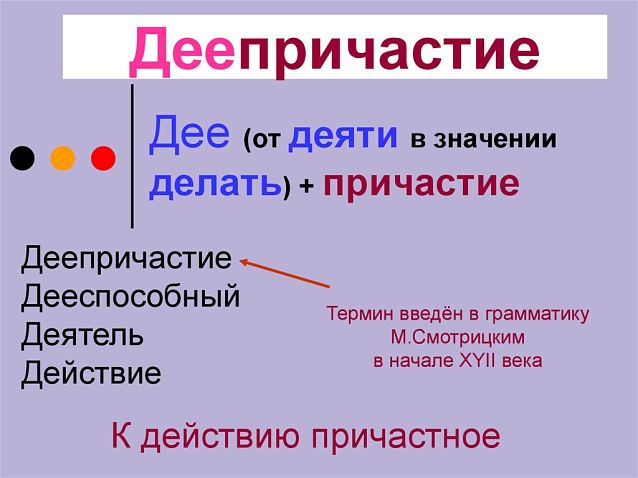 Деепричастие
Дее (от деяти в значении
делать) + причастие
Деепричастие
Дееспособный
Деятель
Действие
Термин введён в грамматику
М.Смотрицким
в начале XYII века
К действию причастное